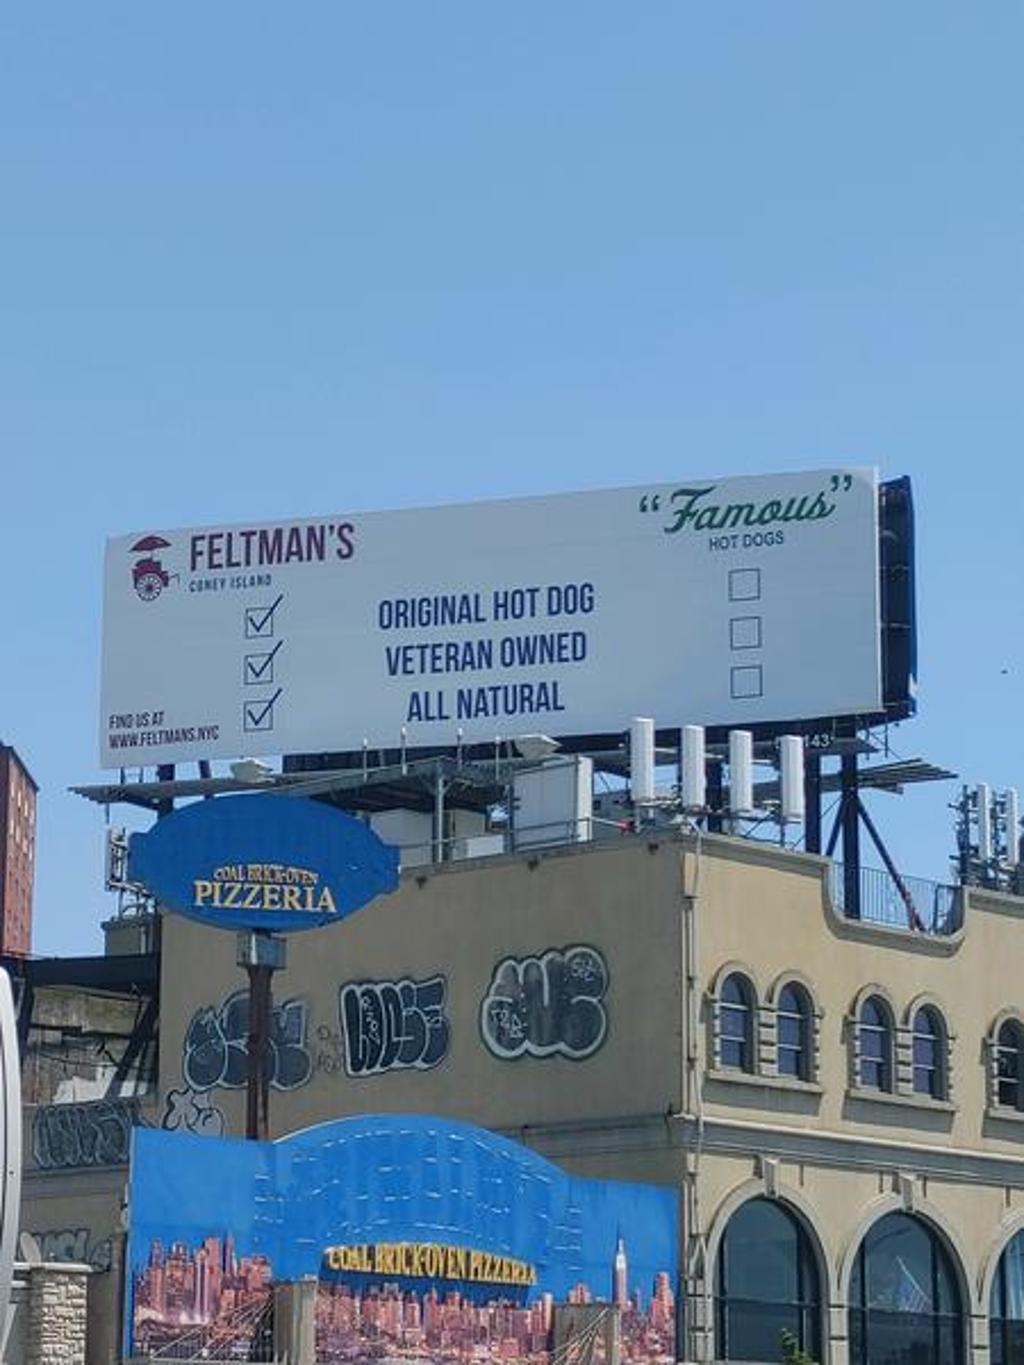 FELTMAN'S
CONEY ISLAND
"Famous"
HOT DOGS
ORIGINAL HOT DOG
VETERAN OWNED
ALL NATURAL
FIND US AT
WWW.FELTMANS.NYC
43
COAL BRICK-OVEN
PIZZERIA
COAL BRICK-OVEN PIZZERIA